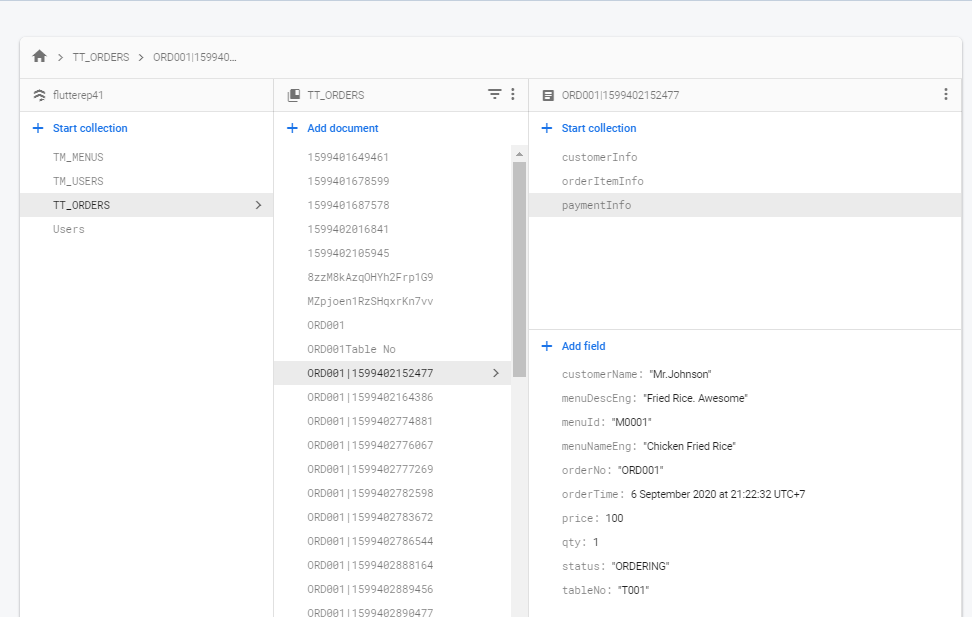 TT_ORDERS > ORD001|159940...
flutterep41
Start collection
TM_MENUS
TM_USERS
TT_ORDERS
Users
TT_ORDERS
Add document
1599401649461
1599401678599
1599401687578
1599402016841
1599402105945
8zzM8kAzqOHYh2Frp1G9
MZpjoen1RzSHqxrKn7vv
ORD001
ORD001Table No
ORD001|1599402152477
ORD001|1599402164386
ORD001|1599402774881
ORD001|1599402776067
ORD001|1599402777269
ORD001|1599402782598
ORD001|1599402783672
ORD001|1599402786544
ORD001|1599402888164
ORD001|1599402889456
ORD001|1599402890477
ORD001|1599402152477
Start collection
customerInfo
orderItemInfo
paymentInfo
Add field
customerName: "Mr.Johnson"
menuDescEng: "Fried Rice. Awesome"
menuId: "M0001"
menuNameEng: "Chicken Fried Rice"
orderNo: "ORD001"
orderTime: 6 September 2020 at 21:22:32 UTC+7
price: 100
qty: 1
status: "ORDERING"
tableNo: "T001"